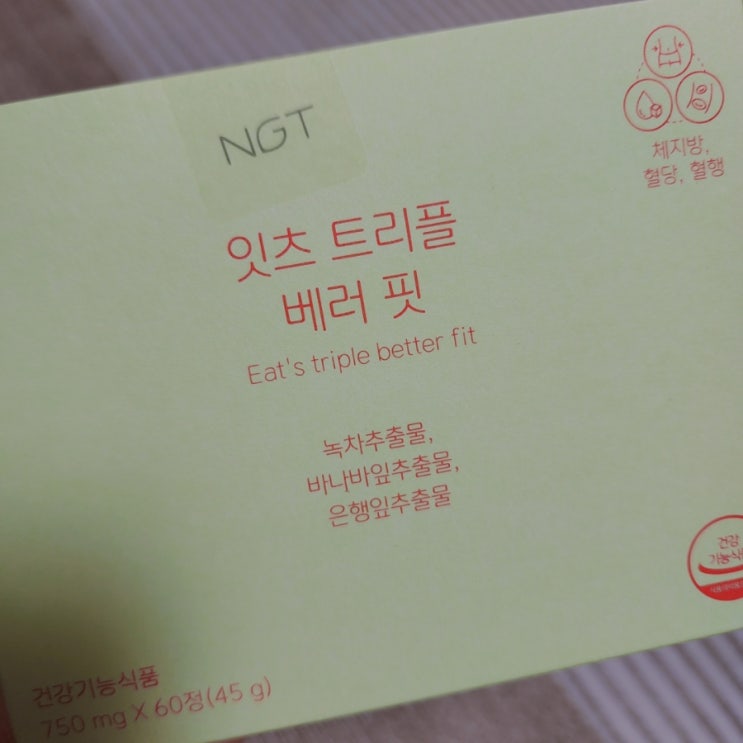 NGT
체지방,
혈당, 혈행
잇츠 트리플
베러 핏
Eat's triple better fit
녹차추출물,
바나바잎추출물,
은행잎추출물
건강
건강기능식품
750 mg X 60정(45 g)